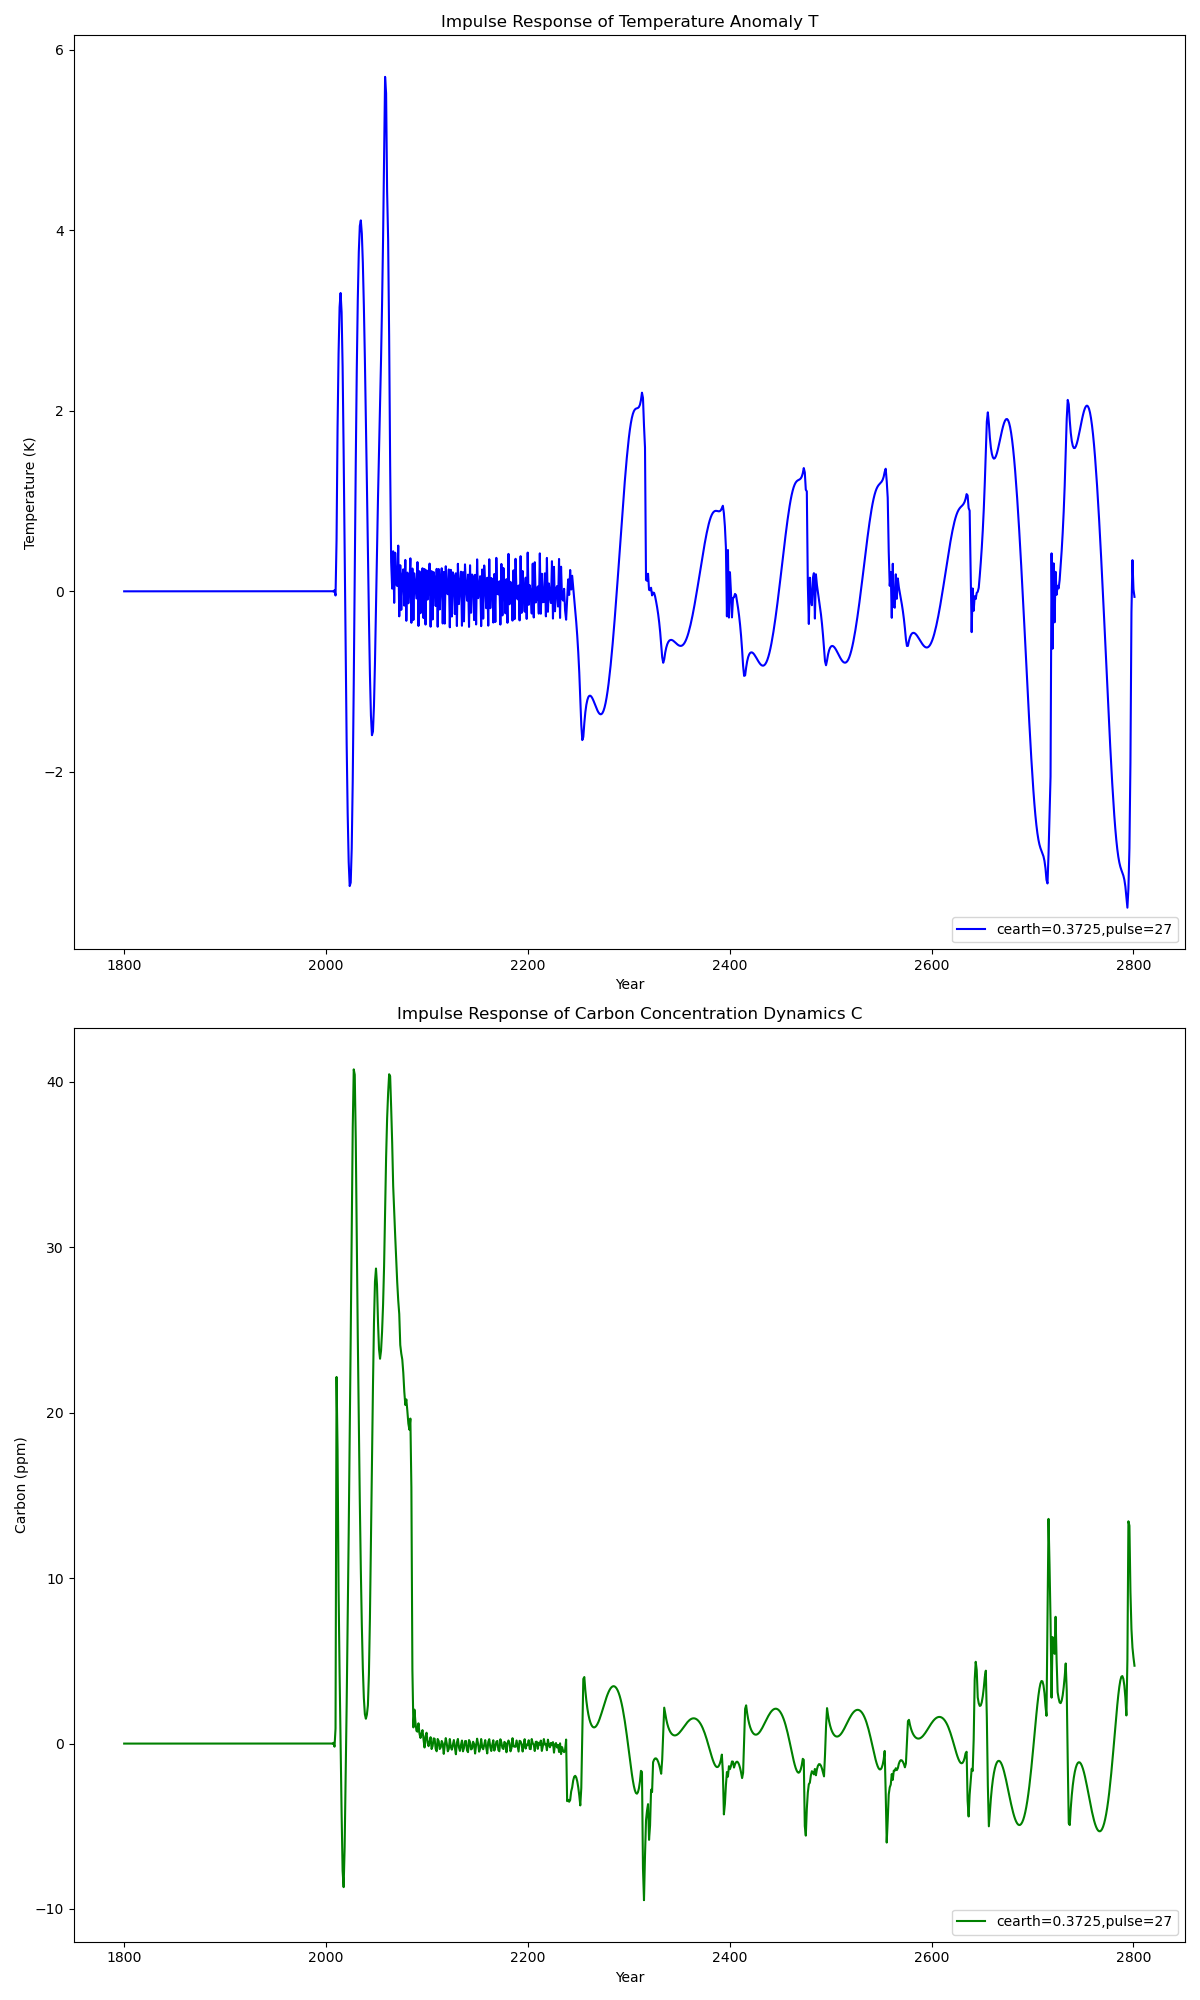 Impulse Response of Temperature Anomaly T
6
4
2
0
−2
Temperature (K)
cearth=0.3725,pulse=27
1800 2000 2200 2400 2600 2800
Year
Impulse Response of Carbon Concentration Dynamics C
40
30
20
10
0
−10
Carbon (ppm)
cearth=0.3725,pulse=27
1800 2000 2200 2400 2600 2800
Year